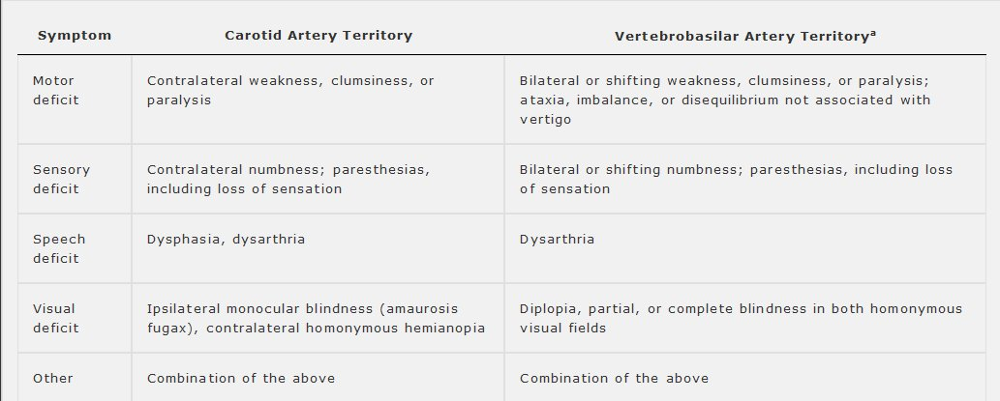 Symptom Carotid Artery Territory Vertebrobasilar Artery Territoryª
Motor deficit Contralateral weakness, clumsiness, or paralysis Bilateral or shifting weakness, clumsiness, or paralysis; ataxia, imbalance, or disequilibrium not associated with vertigo
Sensory deficit Contralateral numbness; paresthesias, including loss of sensation Bilateral or shifting numbness; paresthesias, including loss of sensation
Speech deficit Dysphasia, dysarthria Dysarthria
Visual deficit Ipsilateral monocular blindness (amaurosis fugax), contralateral homonymous hemianopia Diplopia, partial, or complete blindness in both homonymous visual fields
Other Combination of the above Combination of the above